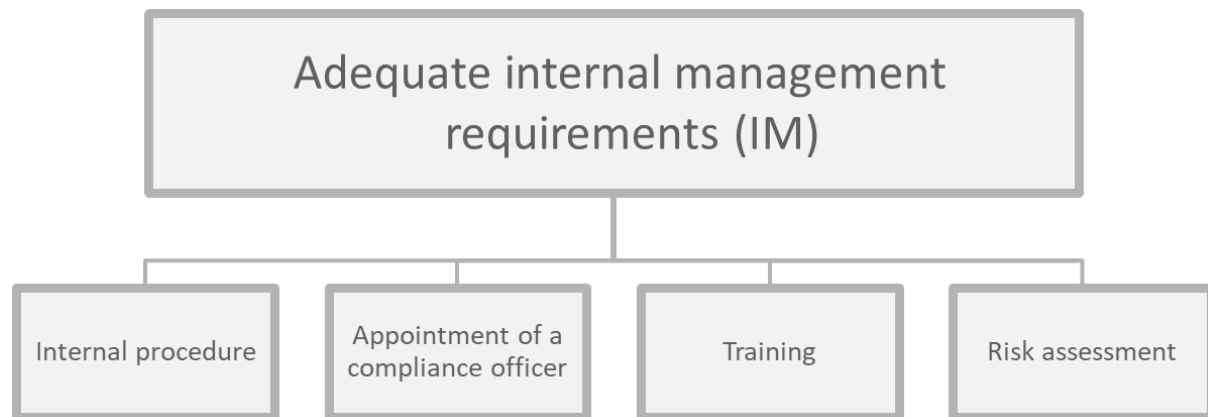 Adequate internal management
requirements (IM)
Internal procedure
Appointment of a
compliance officer
Training
Risk assessment